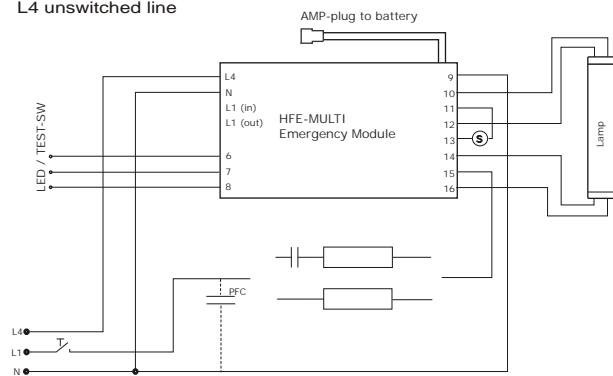 L4 unswitched line
AMP-plug to battery
L4
N
L1 (in)
L1 (out)
HFE-MULTI
Emergency Module
6
7
8
9
10
11
12
13
14
15
16
S
Lamp
LED / TEST-SW
PFC
L4
L1
N